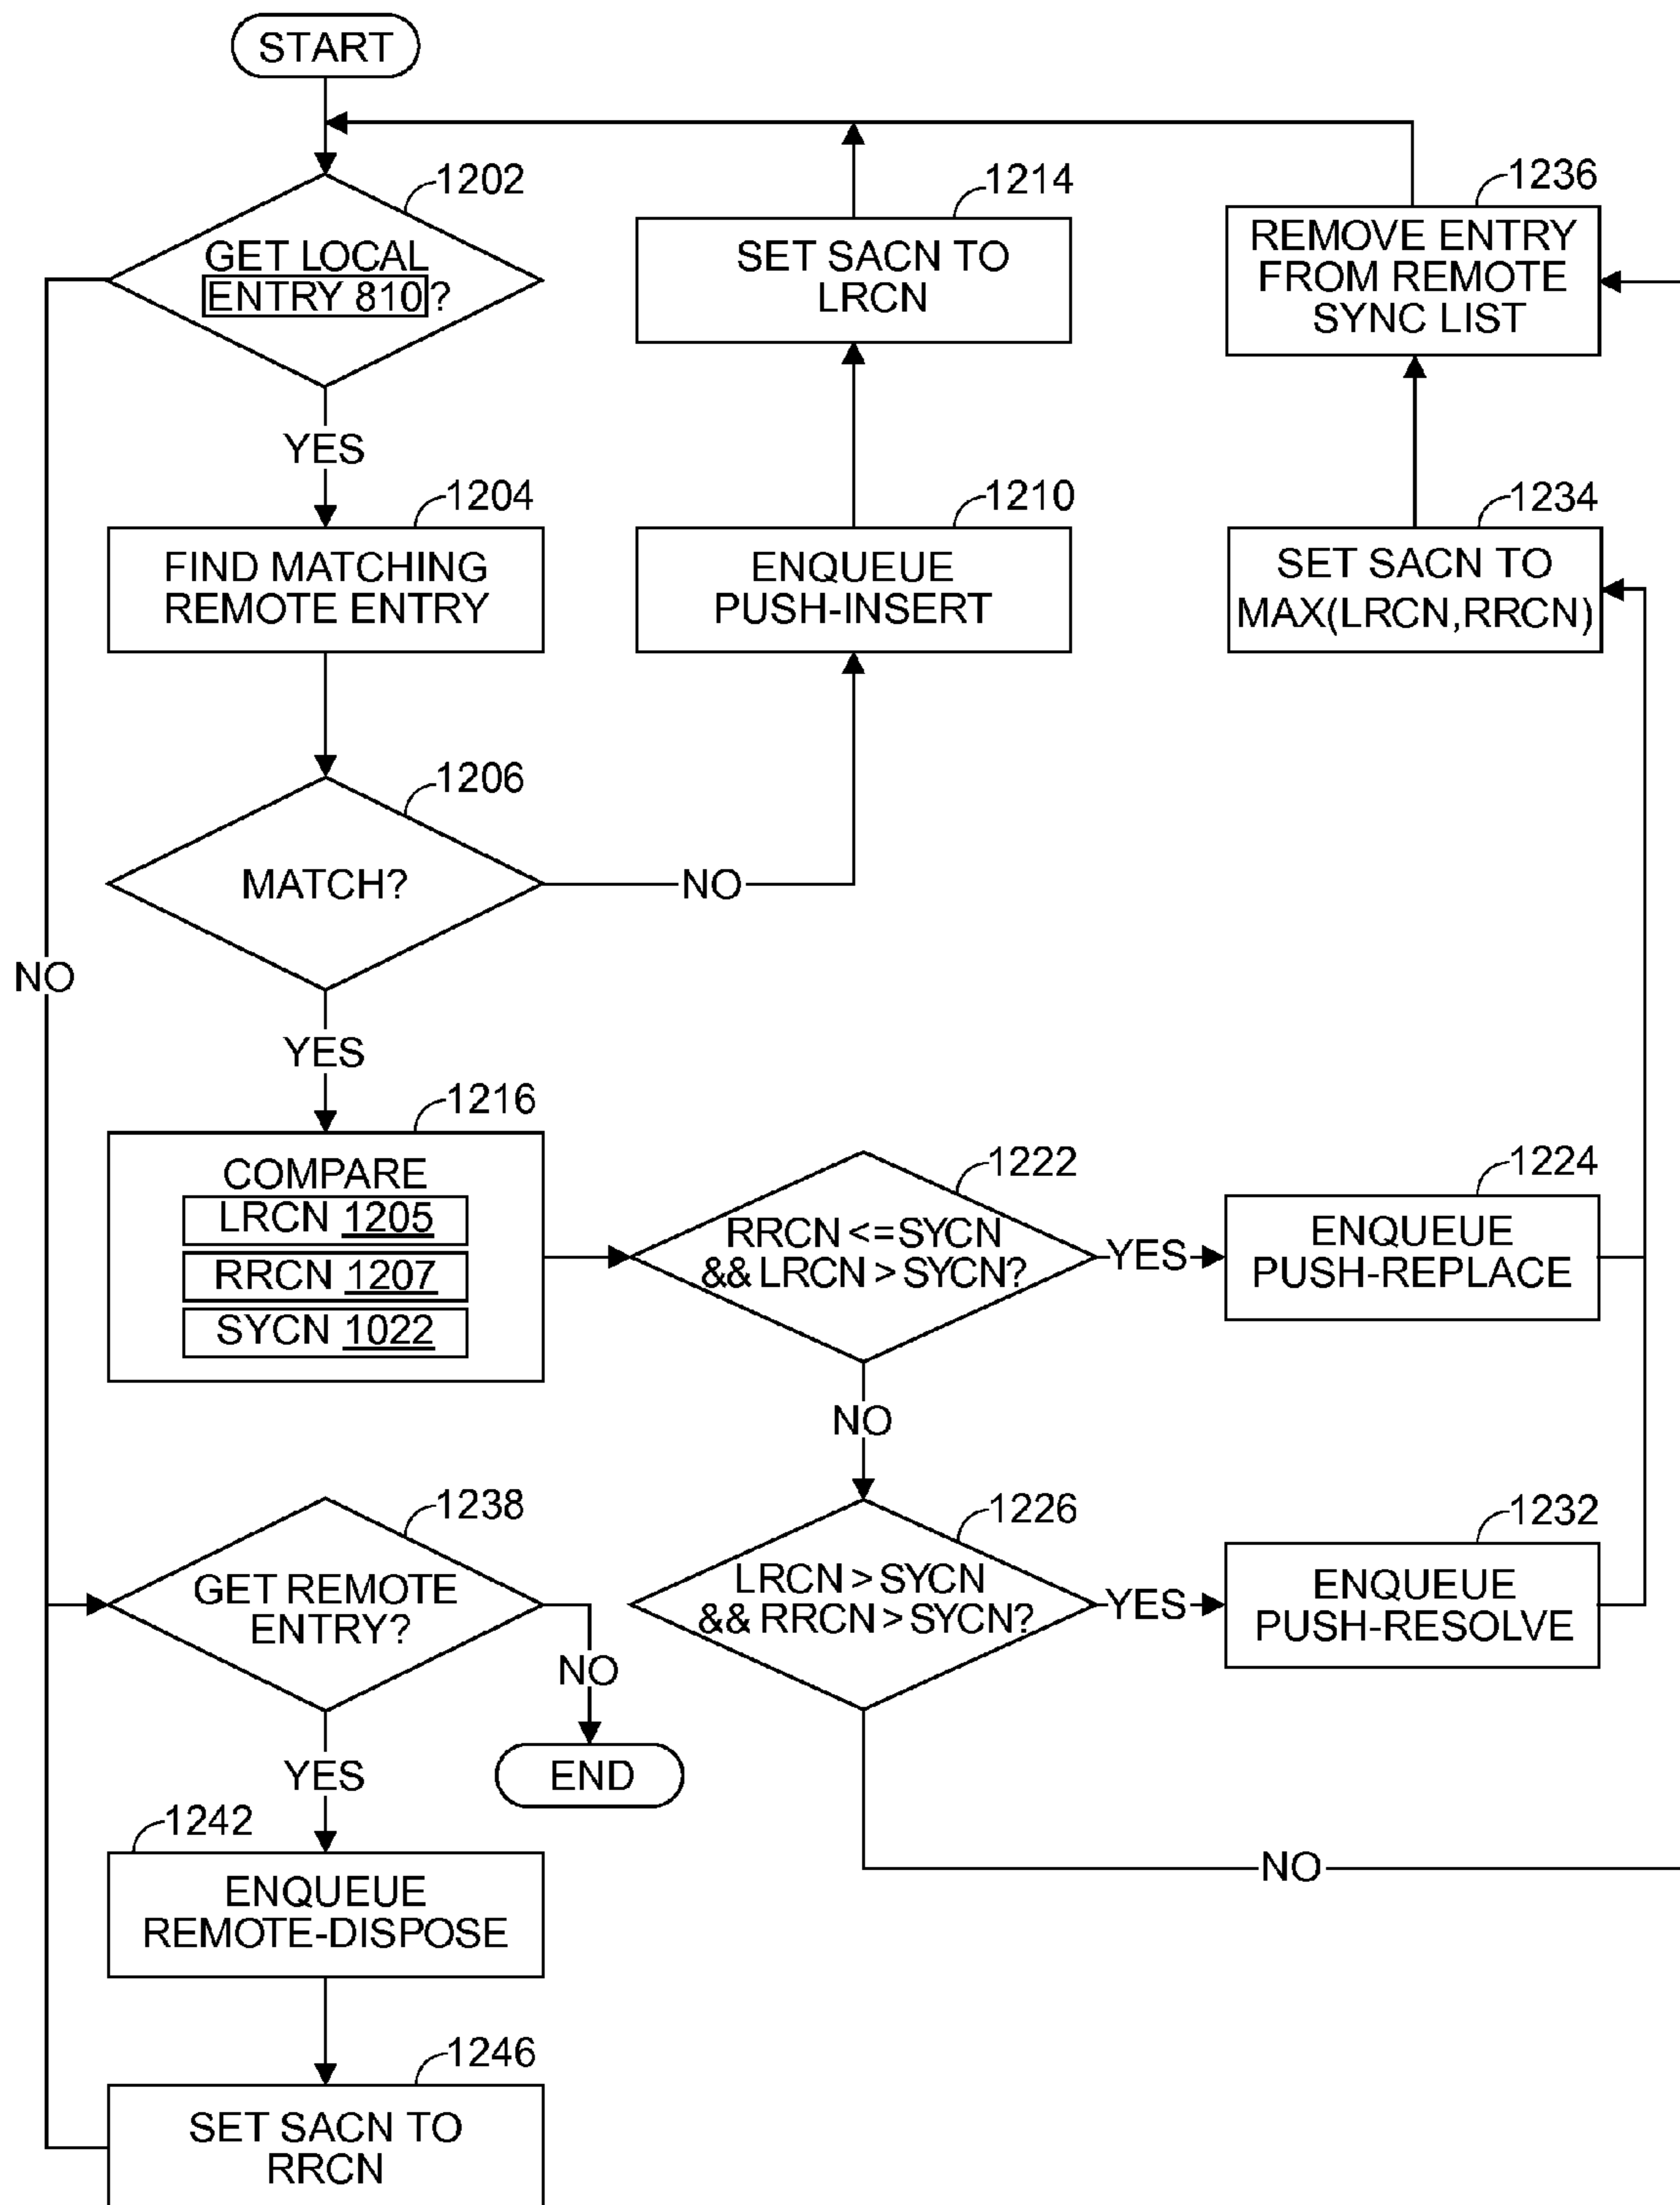 START
1202
GET LOCAL
ENTRY 810?
YES
1204
FIND MATCHING
REMOTE ENTRY
1206
MATCH?
NO
YES
1214
SET SACN TO
LRCN
1210
ENQUEUE
PUSH-INSERT
1236
REMOVE ENTRY
FROM REMOTE
SYNC LIST
1234
SET SACN TO
MAX(LRCN,RRCN)
NO
1216
COMPARE
LRCN 1205
RRCN 1207
SYCN 1022
1222
RRCN <=SYCN
&& LRCN > SYCN?
YES
1224
ENQUEUE
PUSH-REPLACE
NO
1226
LRCN > SYCN
&& RRCN > SYCN?
YES
1232
ENQUEUE
PUSH-RESOLVE
NO
1238
GET REMOTE
ENTRY?
NO
END
YES
1242
ENQUEUE
REMOTE-DISPOSE
1246
SET SACN TO
RRCN